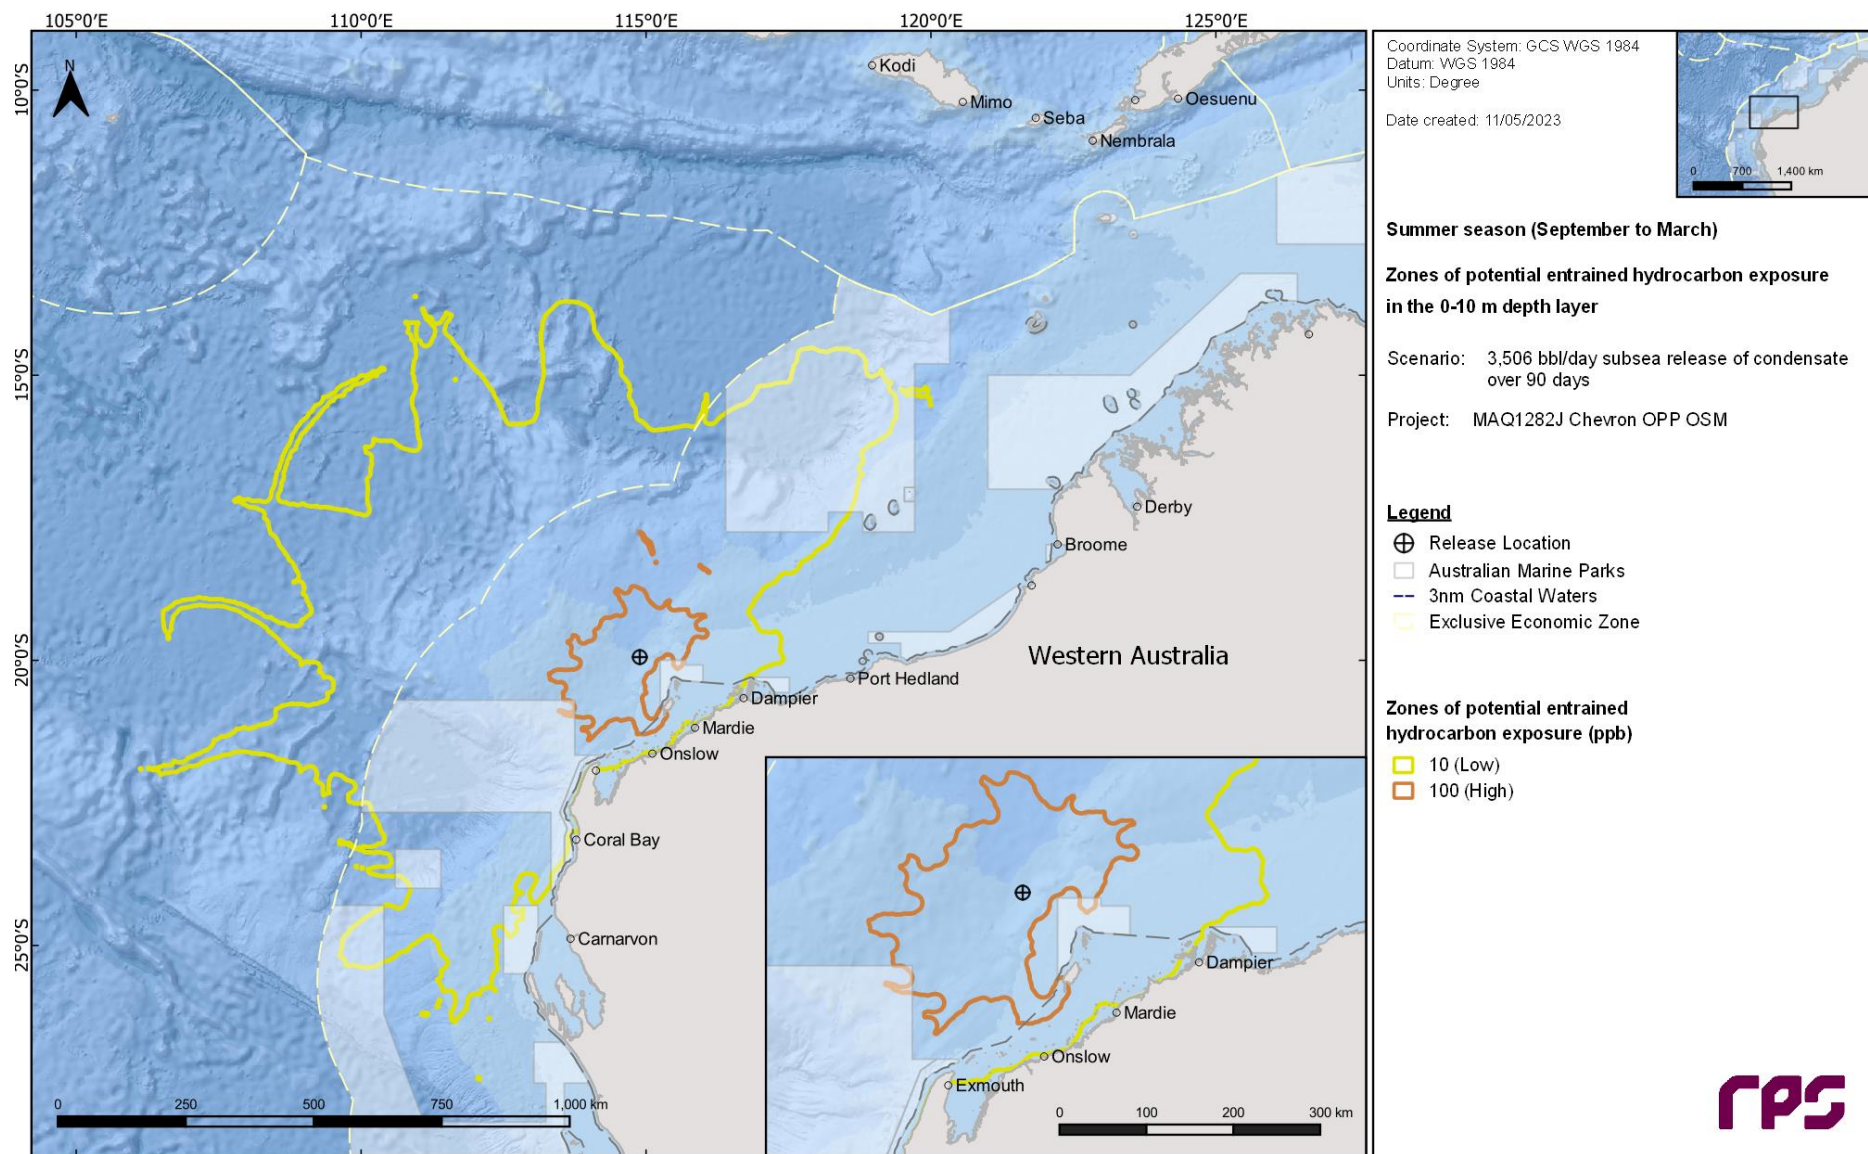 105°0'E 110°0'E 115°0'E 120°0'E 125°0'E
10°0'S
15°0'S
20°0'S
25°0'S
N
Kodi
Mimo
Seba
Oesuenu
Nembrala
Derby
Broome
Western Australia
Port Hedland
Dampier
Mardie
Onslow
Coral Bay
Carnarvon
0 250 500 750 1,000 km
Dampier
Mardie
Onslow
Exmouth
0 100 200 300 km
Coordinate System: GCS WGS 1984
Datum: WGS 1984
Units: Degree
Date created: 11/05/2023
0 700 1,400 km
Summer season (September to March)
Zones of potential entrained hydrocarbon exposure
in the 0-10 m depth layer
Scenario: 3,506 bbl/day subsea release of condensate
over 90 days
Project: MAQ1282J Chevron OPP OSM
Legend
Release Location
Australian Marine Parks
3nm Coastal Waters
Exclusive Economic Zone
Zones of potential entrained
hydrocarbon exposure (ppb)
10 (Low)
100 (High)
rps